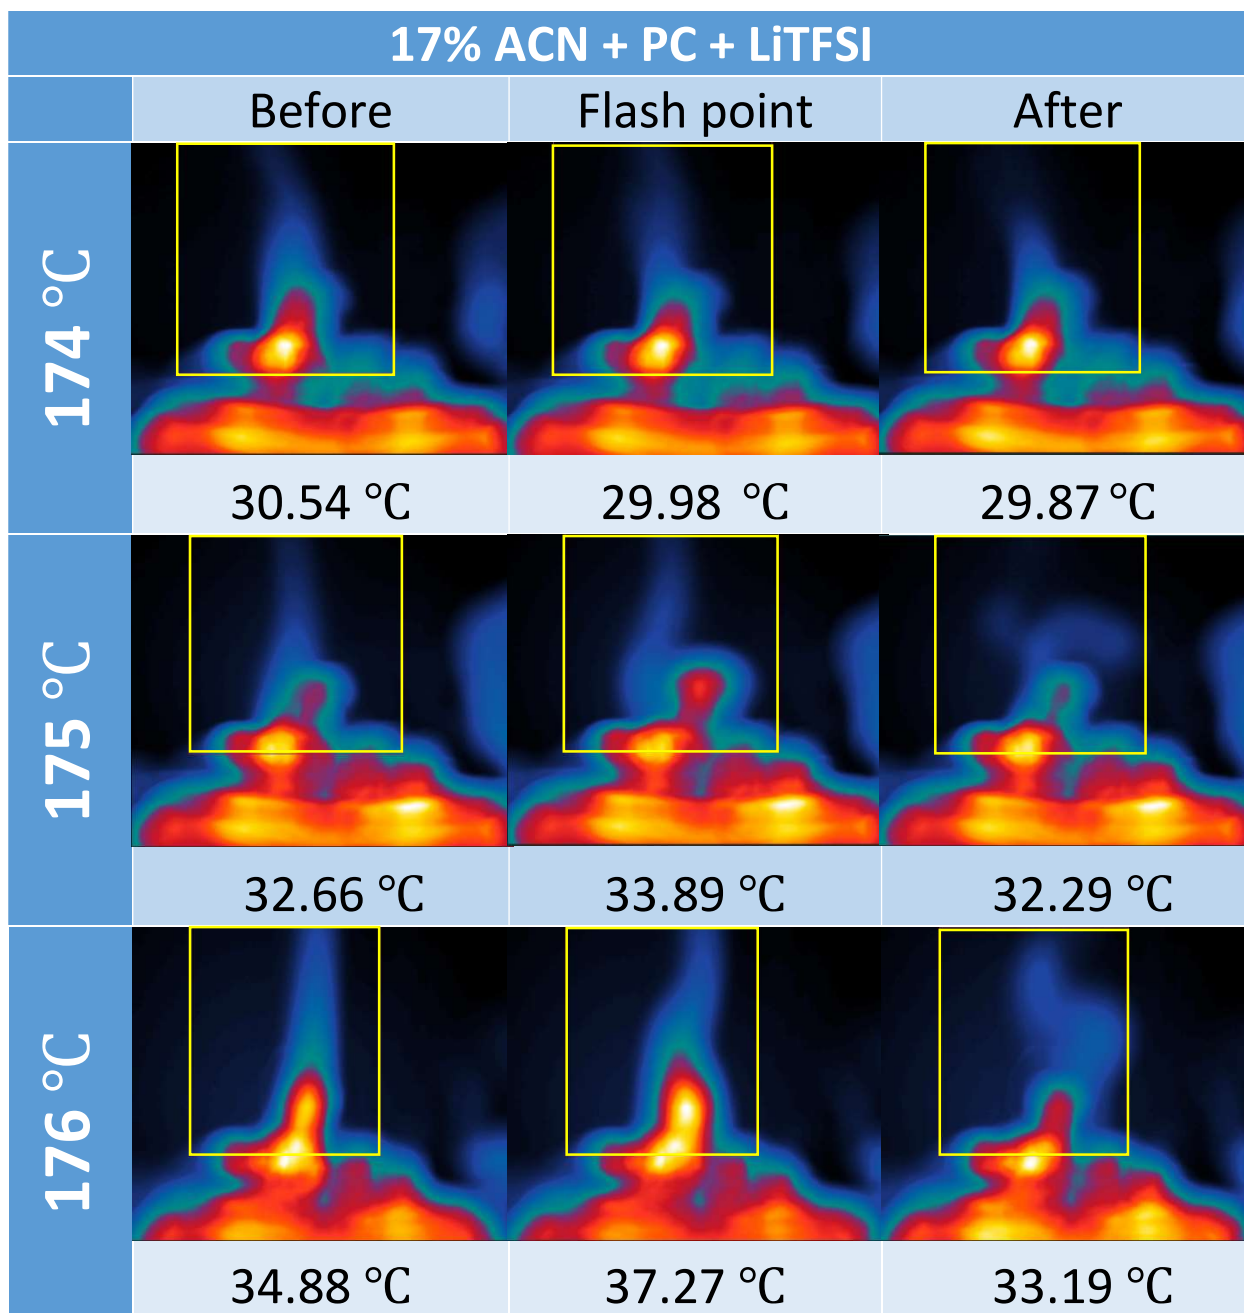 17% ACN + PC + LiTFSI
Before Flash point After
174 °C
30.54 °C 29.98 °C 29.87 °C
175 °C
32.66 °C 33.89 °C 32.29 °C
176 °C
34.88 °C 37.27 °C 33.19 °C